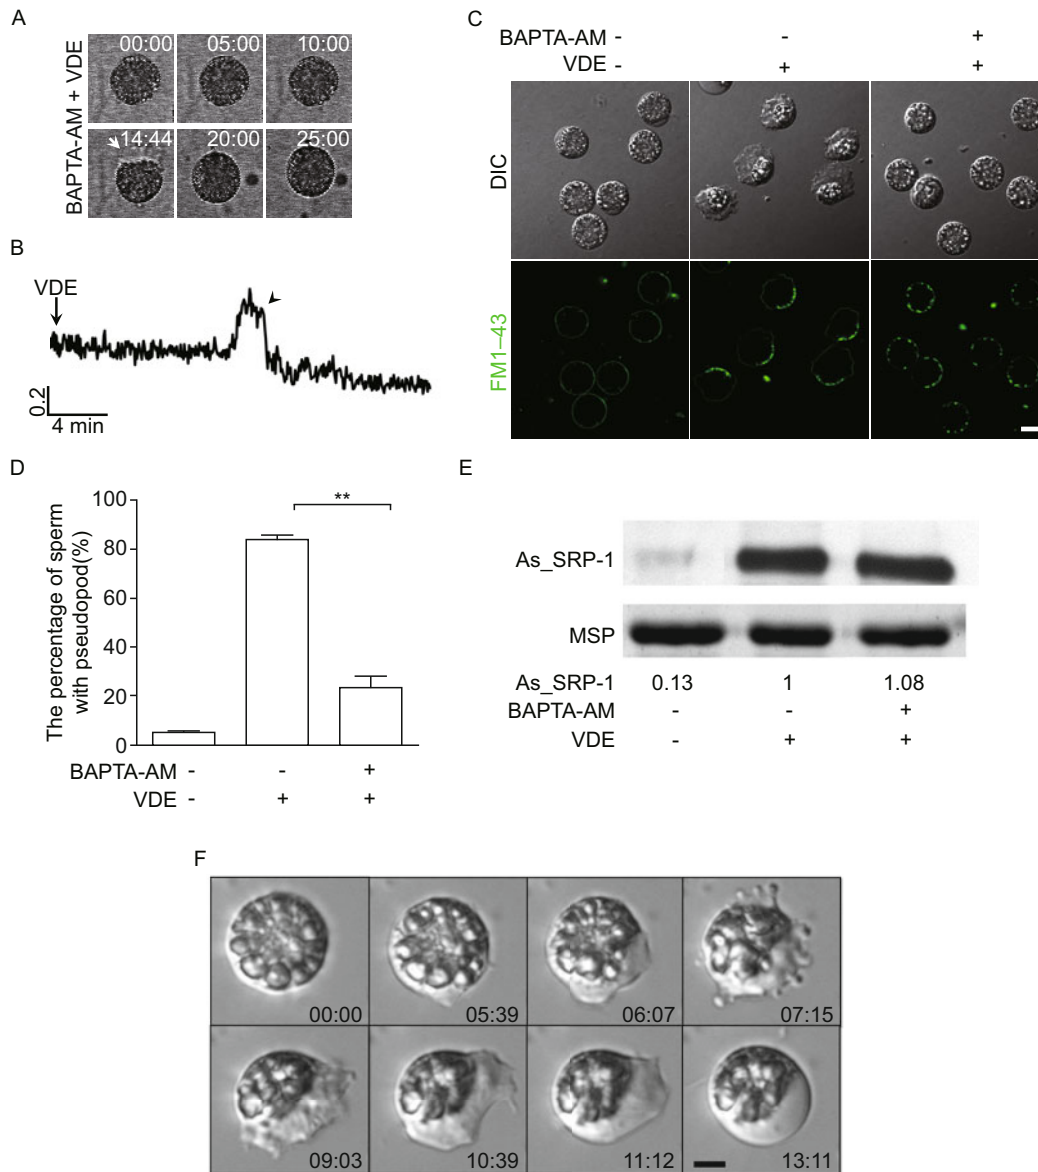 A
BAPTA-AM + VDE
00:00 05:00 10:00
14:44 20:00 25:00
B
VDE
0.2
4 min
C
BAPTA-AM - - +
VDE - + +
DIC
FM1–43
D
The percentage of sperm
with pseudopod(%)
100
80
60
40
20
0
**
BAPTA-AM - - +
VDE - + +
E
As_SRP-1
MSP
As_SRP-1 0.13 1 1.08
BAPTA-AM - - +
VDE - + +
F
00:00 05:39 06:07 07:15
09:03 10:39 11:12 13:11